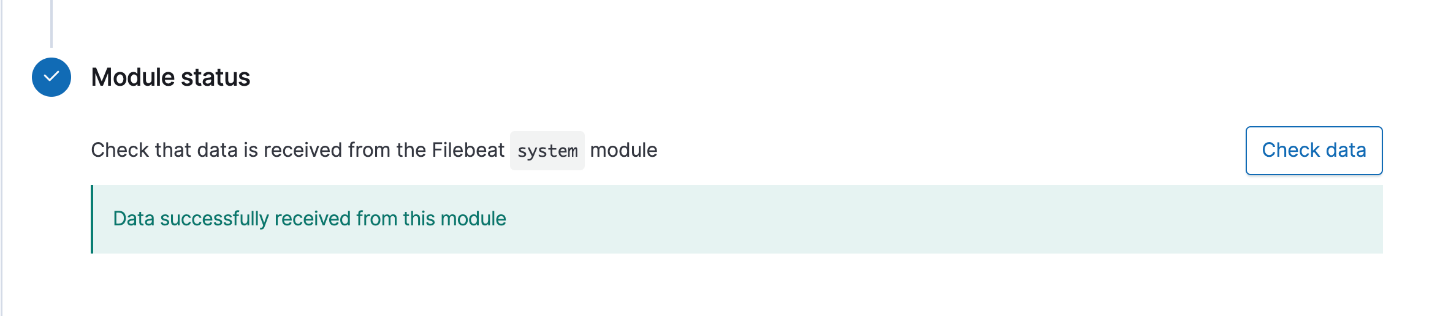 Module status
Check that data is received from the Filebeat system module
Check data
Data successfully received from this module